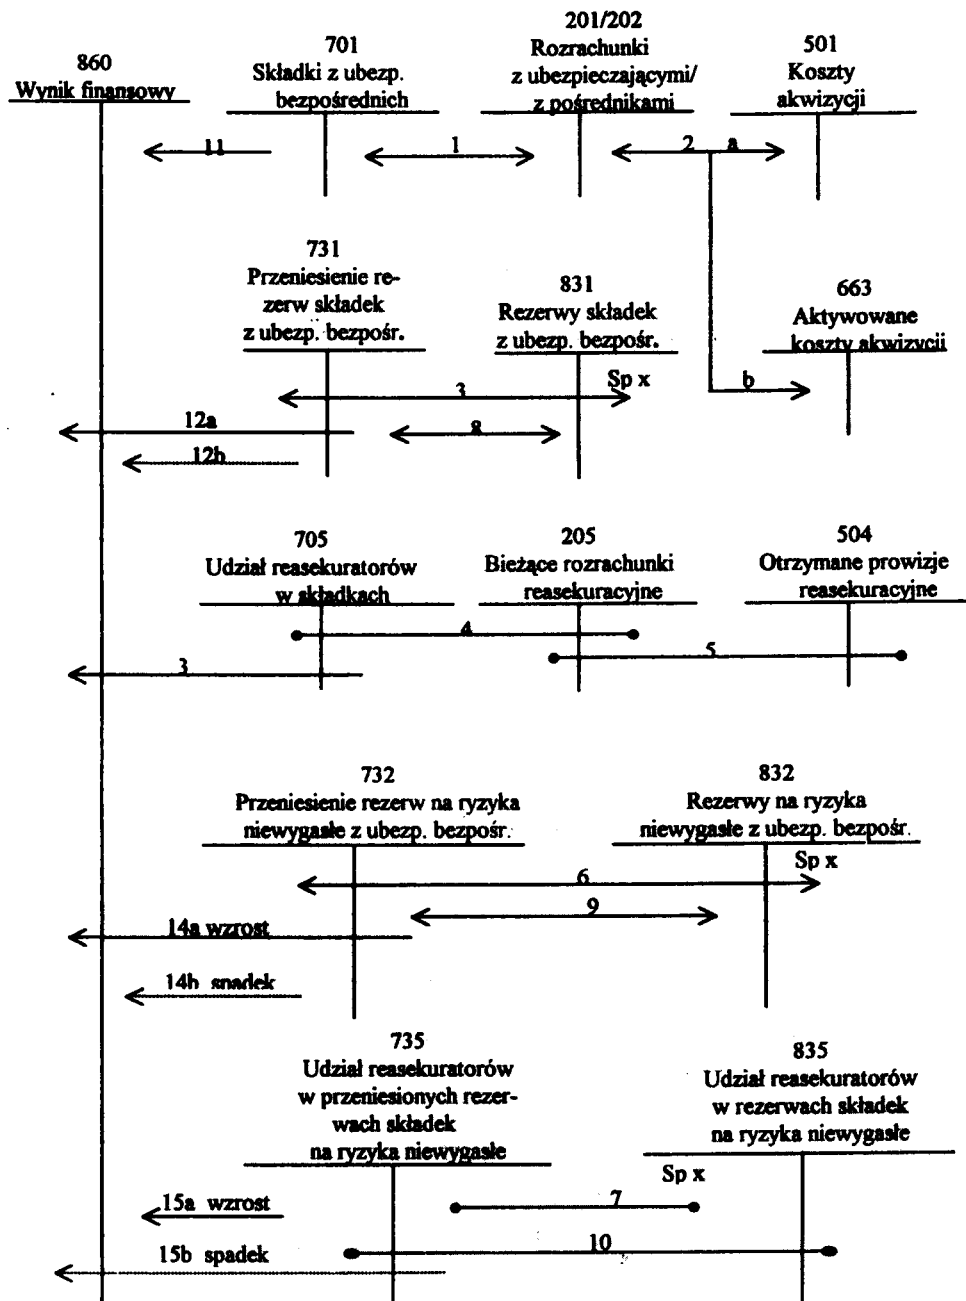 860
Wynik finansowy
701
Składki z ubezp.
bezpośrednich
201/202
Rozrachunki
z ubezpieczającymi/
z pośrednikami
501
Koszty
akwizycji
11
1
2 a
731
Przeniesienie re-
zerw składek
z ubezp. bezpośr.
831
Rezerwy składek
z ubezp. bezpośr.
663
Aktywowane
koszty akwizycji
Sp x
b
3
12a
8
12b
705
Udział reasekuratorów
w składkach
205
Bieżące rozrachunki
reasekuracyjne
504
Otrzymane prowizje
reasekuracyjne
4
5
3
732
Przeniesienie rezerw na ryzyka
niewygasłe z ubezp. bezpośr.
832
Rezerwy na ryzyka
niewygasłe z ubezp. bezpośr.
Sp x
6
9
14a wzrost
14b spadek
735
Udział reasekuratorów
w przeniesionych rezer-
wach składek
na ryzyka niewygasłe
835
Udział reasekuratorów
w rezerwach składek
na ryzyka niewygasłe
Sp x
15a wzrost
7
10
15b spadek